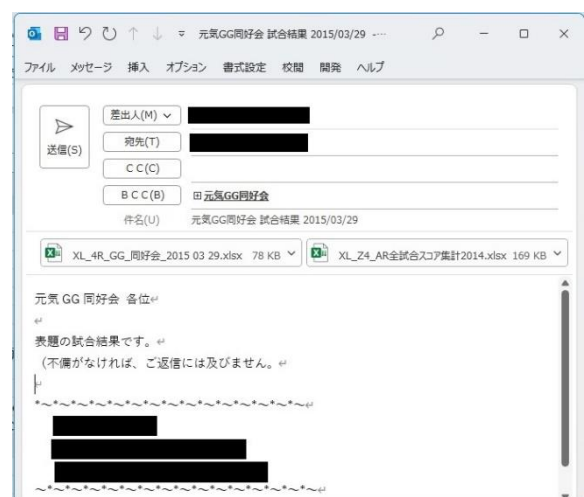 元気GG同好会 試合結果 2015/03/29 -…
ファイル メッセージ 挿入 オプション 書式設定 校閲 開発 ヘルプ
送信(S)
差出人(M)
宛先(T)
C C(C)
B C C(B) 元気GG同好会
件名(U) 元気GG同好会 試合結果 2015/03/29
XL_4R_GG_同好会_2015 03 29.xlsx 78 KB XL_Z4_AR全試合スコア集計2014.xlsx 169 KB
元気 GG 同好会 各位↵
↵
表題の試合結果です。↵
（不備がなければ、ご返信には及びません。↵
↵
*～*～*～*～*～*～*～*～*～*～*～*～*～*～↵
～*～*～*～*～*～*～*～*～*～*～*～*～*～*～↵